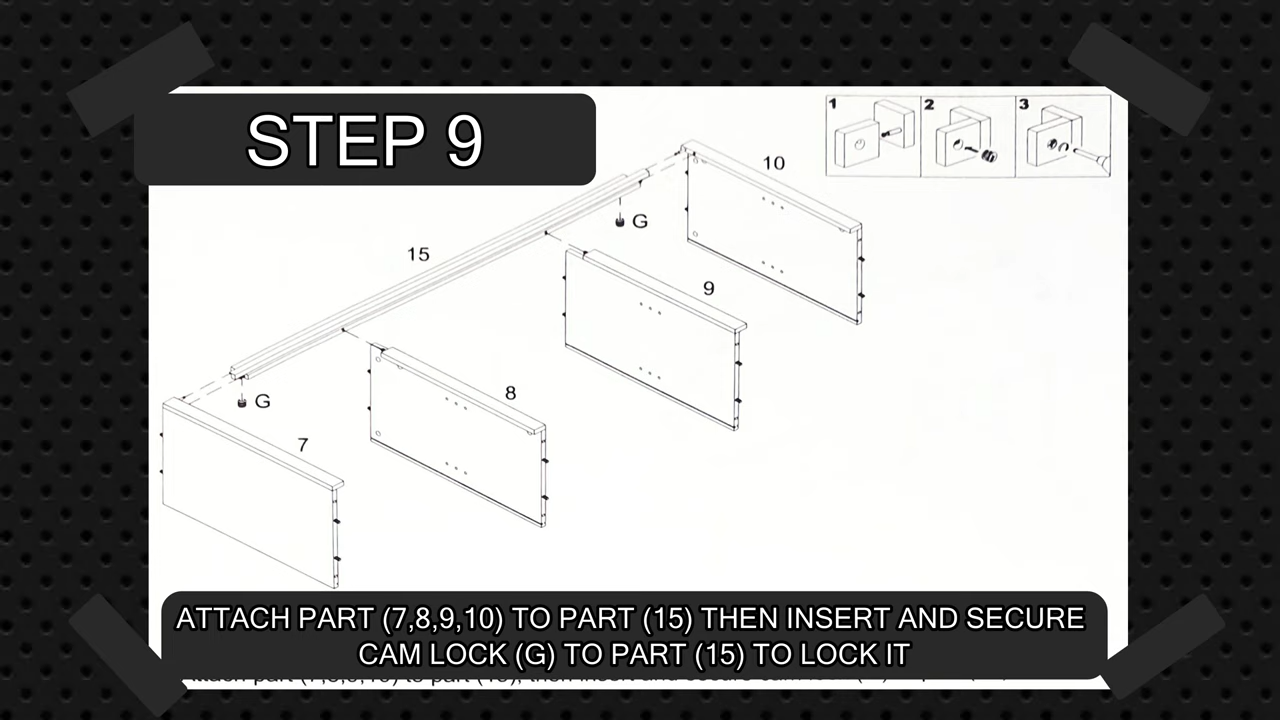 STEP 9
1 2 3
10
G
15
9
8
G
7
ATTACH PART (7,8,9,10) TO PART (15) THEN INSERT AND SECURE
CAM LOCK (G) TO PART (15) TO LOCK IT